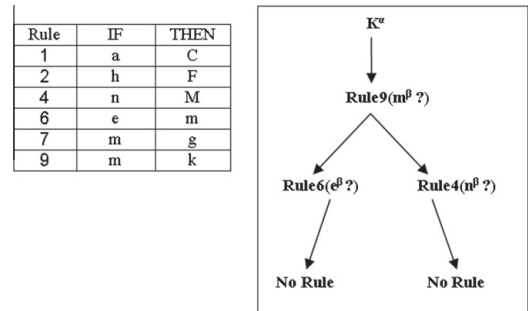 Rule IF THEN
1 a C
2 h F
4 n M
6 e m
7 m g
9 m k
Kα
Rule9(mβ ?)
Rule6(eβ ?) Rule4(nβ ?)
No Rule No Rule